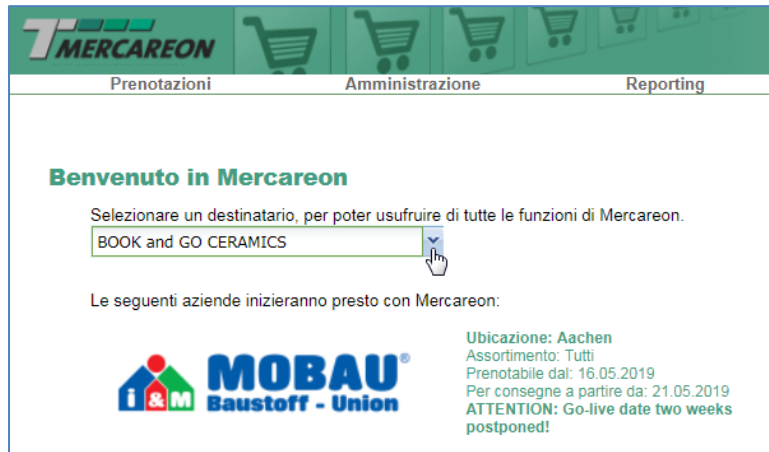 MERCAREON
Prenotazioni Amministrazione Reporting
Benvenuto in Mercareon
Selezionare un destinatario, per poter usufruire di tutte le funzioni di Mercareon.
BOOK and GO CERAMICS
Le seguenti aziende inizieranno presto con Mercareon:
i&M MOBAU®
Baustoff - Union
Ubicazione: Aachen
Assortimento: Tutti
Prenotabile dal: 16.05.2019
Per consegne a partire da: 21.05.2019
ATTENTION: Go-live date two weeks
postponed!